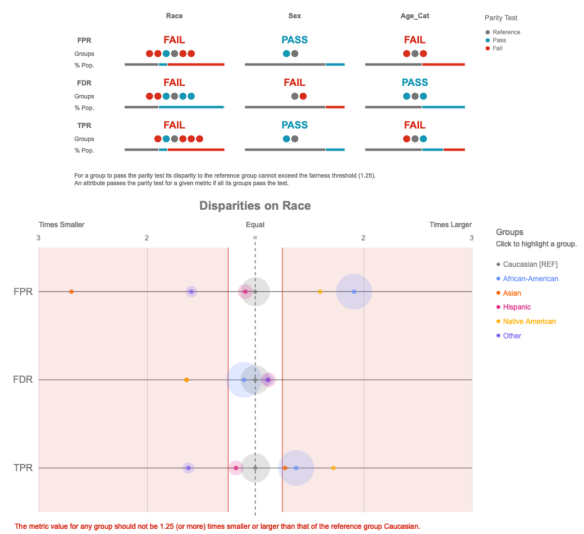 Race Sex Age_Cat Parity Test
Reference
Pass
Fail
FPR FAIL PASS FAIL
Groups
% Pop.
FDR FAIL FAIL PASS
Groups
% Pop.
TPR FAIL PASS FAIL
Groups
% Pop.
For a group to pass the parity test its disparity to the reference group cannot exceed the fairness threshold (1.25).
An attribute passes the parity test for a given metric if all its groups pass the test.
Disparities on Race
Times Smaller Equal Times Larger
3 2 = 2 3
Groups
Click to highlight a group.
Caucasian [REF]
African-American
Asian
Hispanic
Native American
Other
FPR
FDR
TPR
The metric value for any group should not be 1.25 (or more) times smaller or larger than that of the reference group Caucasian.